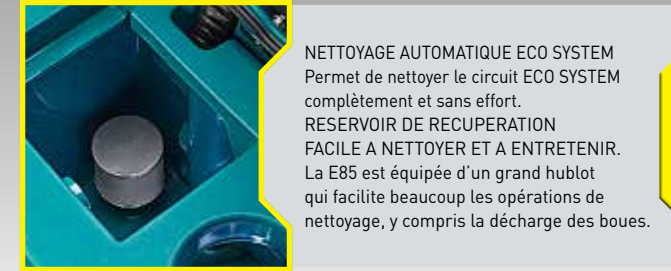 NETTOYAGE AUTOMATIQUE ECO SYSTEM
Permet de nettoyer le circuit ECO SYSTEM
complètement et sans effort.
RESERVOIR DE RECUPERATION
FACILE A NETTOYER ET A ENTRETENIR.
La E85 est équipée d'un grand hublot
qui facilite beaucoup les opérations de
nettoyage, y compris la décharge des boues.